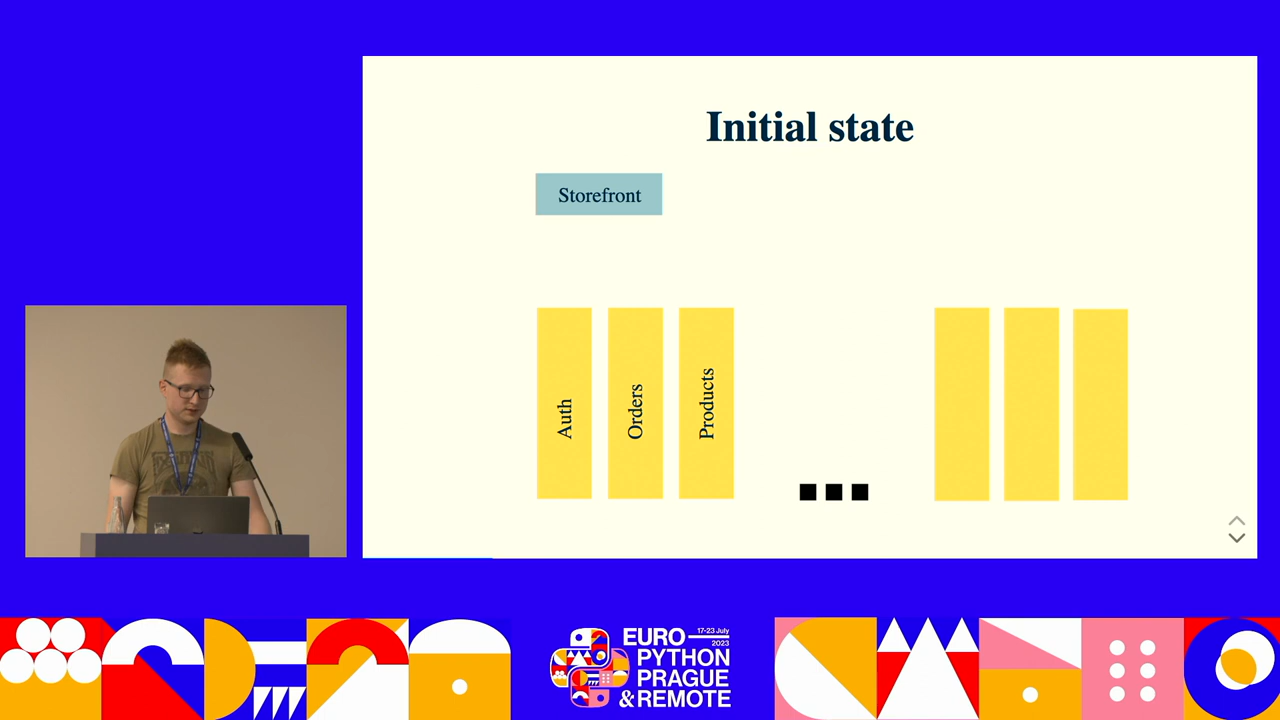 Initial state
Storefront
Auth
Orders
Products
17-23 July
2023
EURO
PYTHON
PRAGUE
& REMOTE